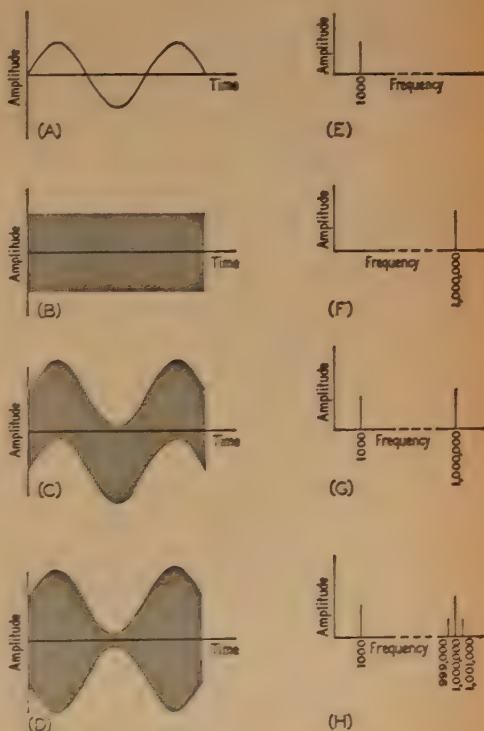 Amplitude
Time
(A)
Amplitude
1000
Frequency
(E)
Amplitude
Time
(B)
Amplitude
Frequency
1,000,000
(F)
Amplitude
Time
(C)
Amplitude
1000
Frequency
1,000,000
(G)
Amplitude
Time
(D)
Amplitude
1000
Frequency
999,000
1,000,000
1,001,000
(H)